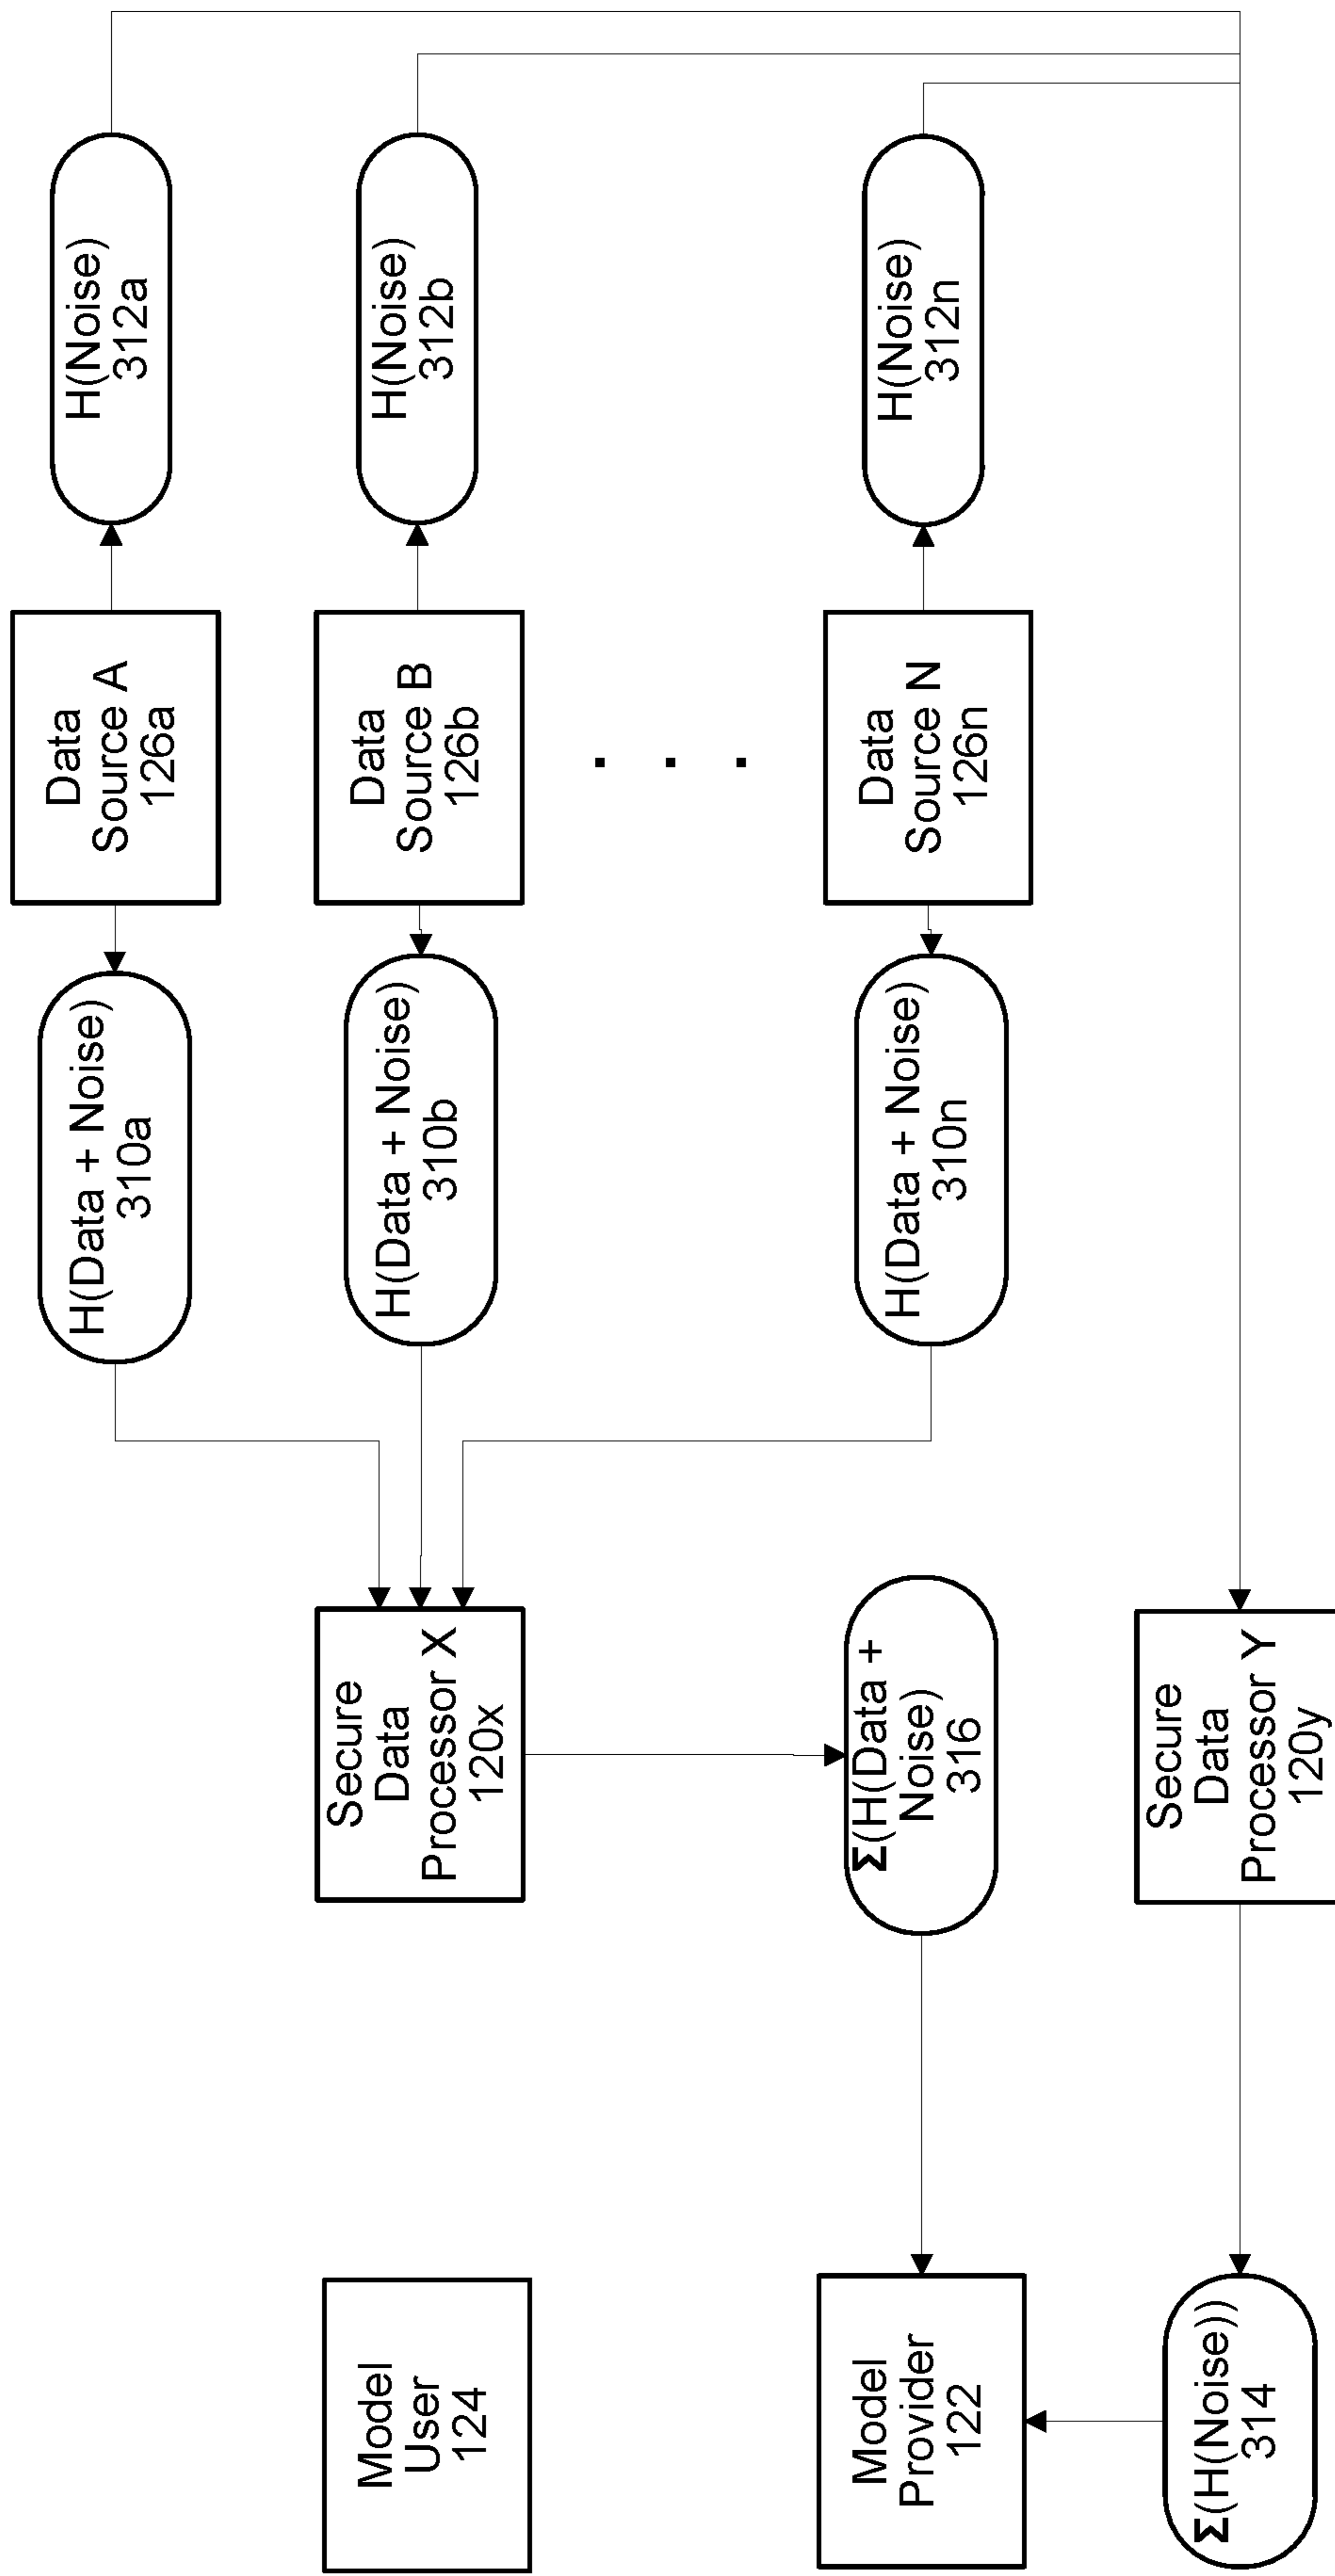 Model
User
124
Model
Provider
122
Σ(H(Noise))
314
Secure
Data
Processor X
120x
Σ(H(Data +
Noise)
316
Secure
Data
Processor Y
120y
H(Data + Noise)
310a
H(Data + Noise)
310b
H(Data + Noise)
310n
Data
Source A
126a
Data
Source B
126b
. . .
Data
Source N
126n
H(Noise)
312a
H(Noise)
312b
H(Noise)
312n